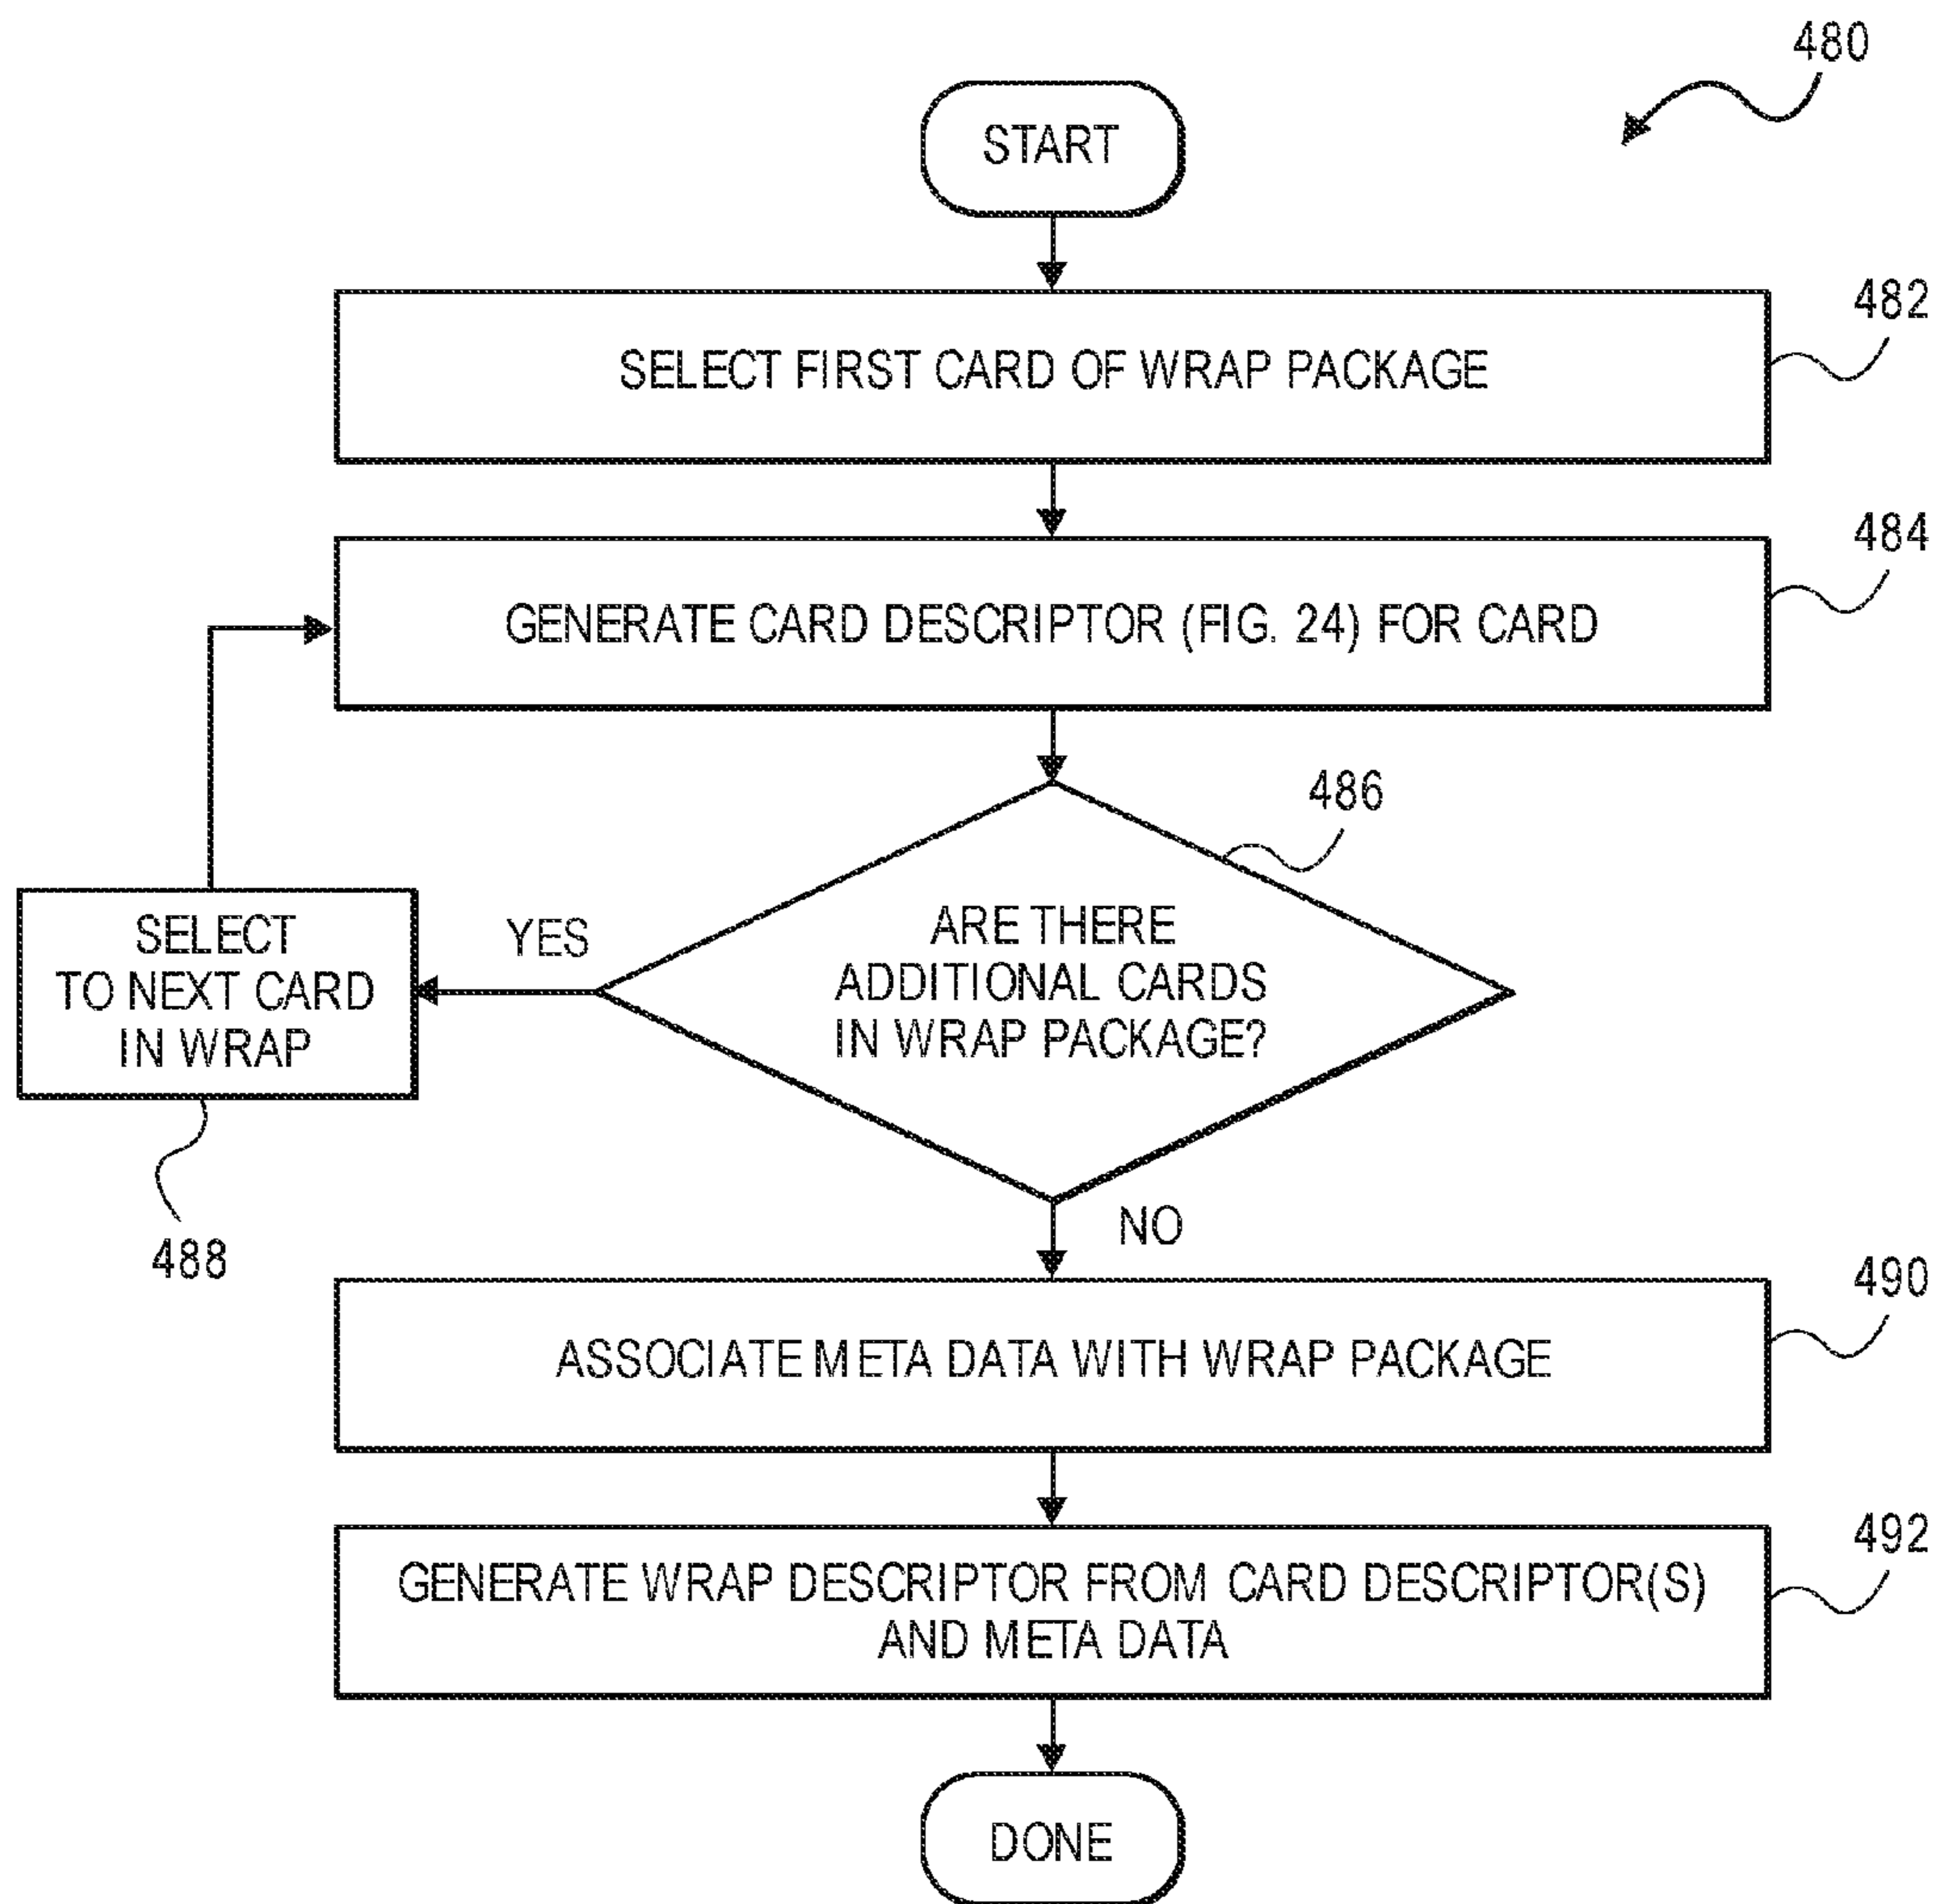 480
START
482
SELECT FIRST CARD OF WRAP PACKAGE
484
GENERATE CARD DESCRIPTOR (FIG. 24) FOR CARD
486
ARE THERE
ADDITIONAL CARDS
IN WRAP PACKAGE?
YES
SELECT
TO NEXT CARD
IN WRAP
488
NO
490
ASSOCIATE META DATA WITH WRAP PACKAGE
492
GENERATE WRAP DESCRIPTOR FROM CARD DESCRIPTOR(S)
AND META DATA
DONE